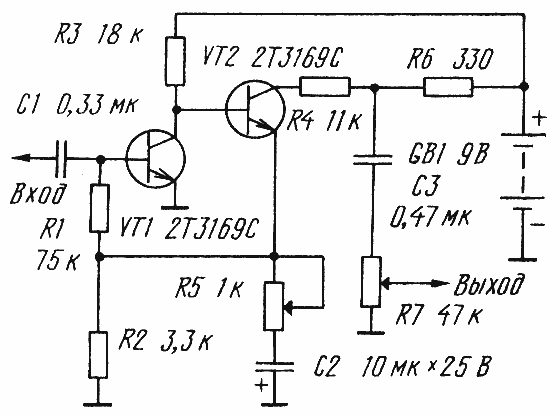 R3 18 к
VT2 2Т3169С
R6 330
C1 0,33 мк
R4 11 к
+
GB1 9В
Вход
C3
R1
VT1 2Т3169С
0,47 мк
-
75 к
R5 1к
Выход
R7 47 к
R2 3,3 к
C2 10 мк × 25 В
+